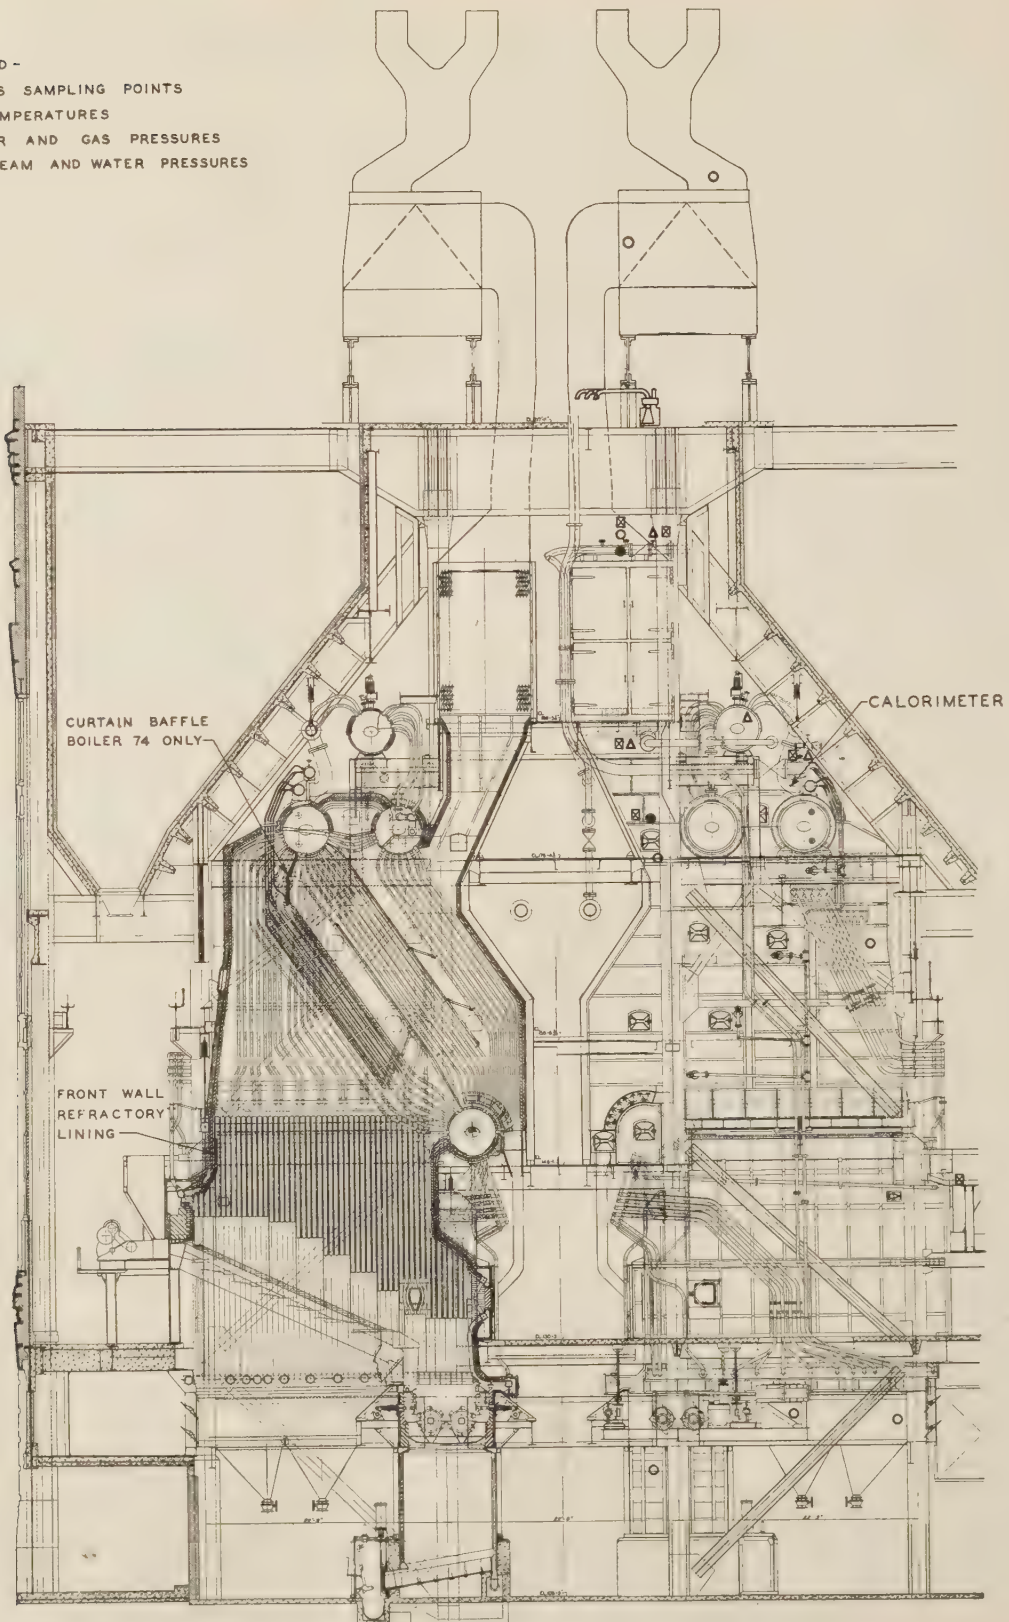 D-
S SAMPLING POINTS
EMPERATURES
R AND GAS PRESSURES
EAM AND WATER PRESSURES
CURTAIN BAFFLE
BOILER 74 ONLY
CALORIMETER
FRONT WALL
REFRACTORY
LINING